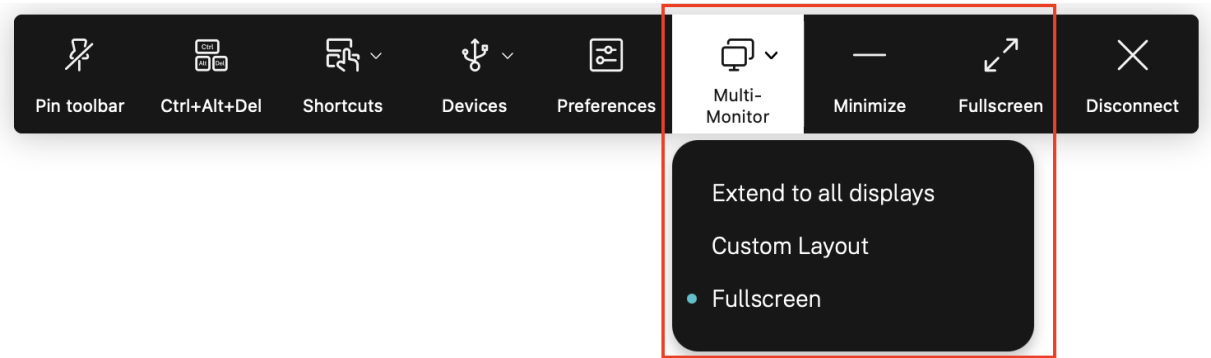 Ctrl
Alt Del
Pin toolbar
Ctrl+Alt+Del
Shortcuts
Devices
Preferences
Multi-
Monitor
Minimize
Fullscreen
Disconnect
Extend to all displays
Custom Layout
Fullscreen